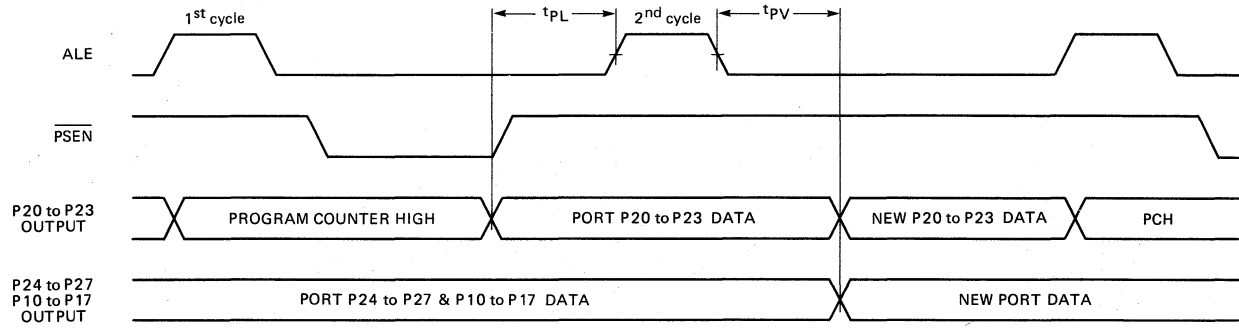 1st cycle
tPL
2nd cycle
tPV
ALE
PSEN
P20 to P23
OUTPUT
PROGRAM COUNTER HIGH
PORT P20 to P23 DATA
NEW P20 to P23 DATA
PCH
P24 to P27
P10 to P17
OUTPUT
PORT P24 to P27 & P10 to P17 DATA
NEW PORT DATA